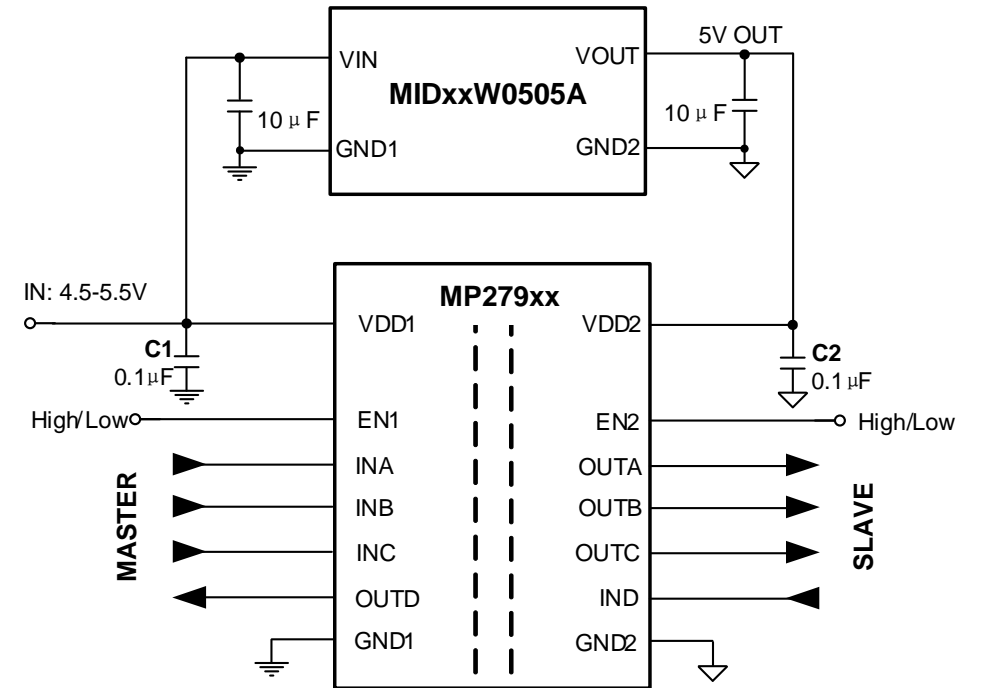 5V OUT
VIN
VOUT
MIDxxW0505A
10 μF
10 μF
GND1
GND2
IN: 4.5-5.5V
MP279xx
VDD1
VDD2
C1
0.1μF
C2
0.1μF
High/Low
EN1
EN2
High/Low
INA
OUTA
MASTER
INB
OUTB
SLAVE
INC
OUTC
OUTD
IND
GND1
GND2